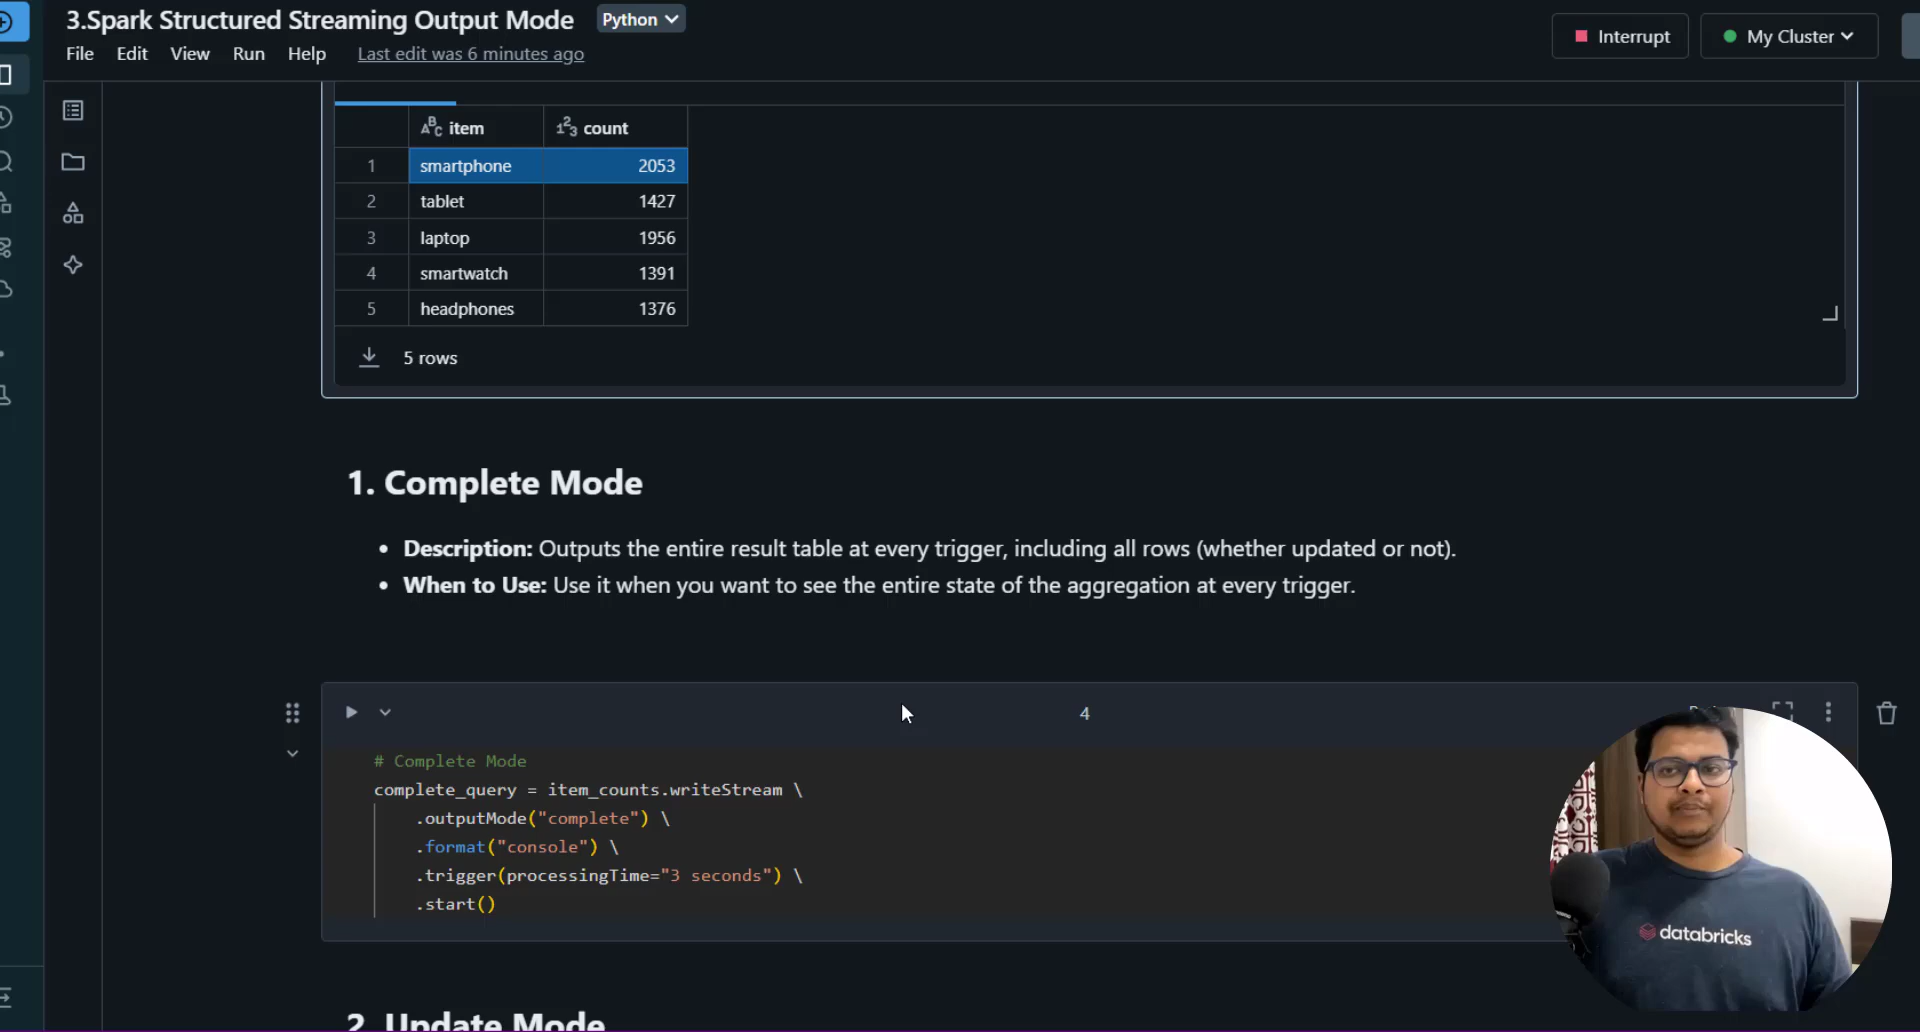 3.Spark Structured Streaming Output Mode Python
File Edit View Run Help Last edit was 6 minutes ago
Interrupt My Cluster
item count
1 smartphone 2053
2 tablet 1427
3 laptop 1956
4 smartwatch 1391
5 headphones 1376
5 rows
1. Complete Mode
• Description: Outputs the entire result table at every trigger, including all rows (whether updated or not).
• When to Use: Use it when you want to see the entire state of the aggregation at every trigger.
4
# Complete Mode
complete_query = item_counts.writeStream \
.outputMode("complete") \
.format("console") \
.trigger(processingTime="3 seconds") \
.start()
databricks
2. Update Mode